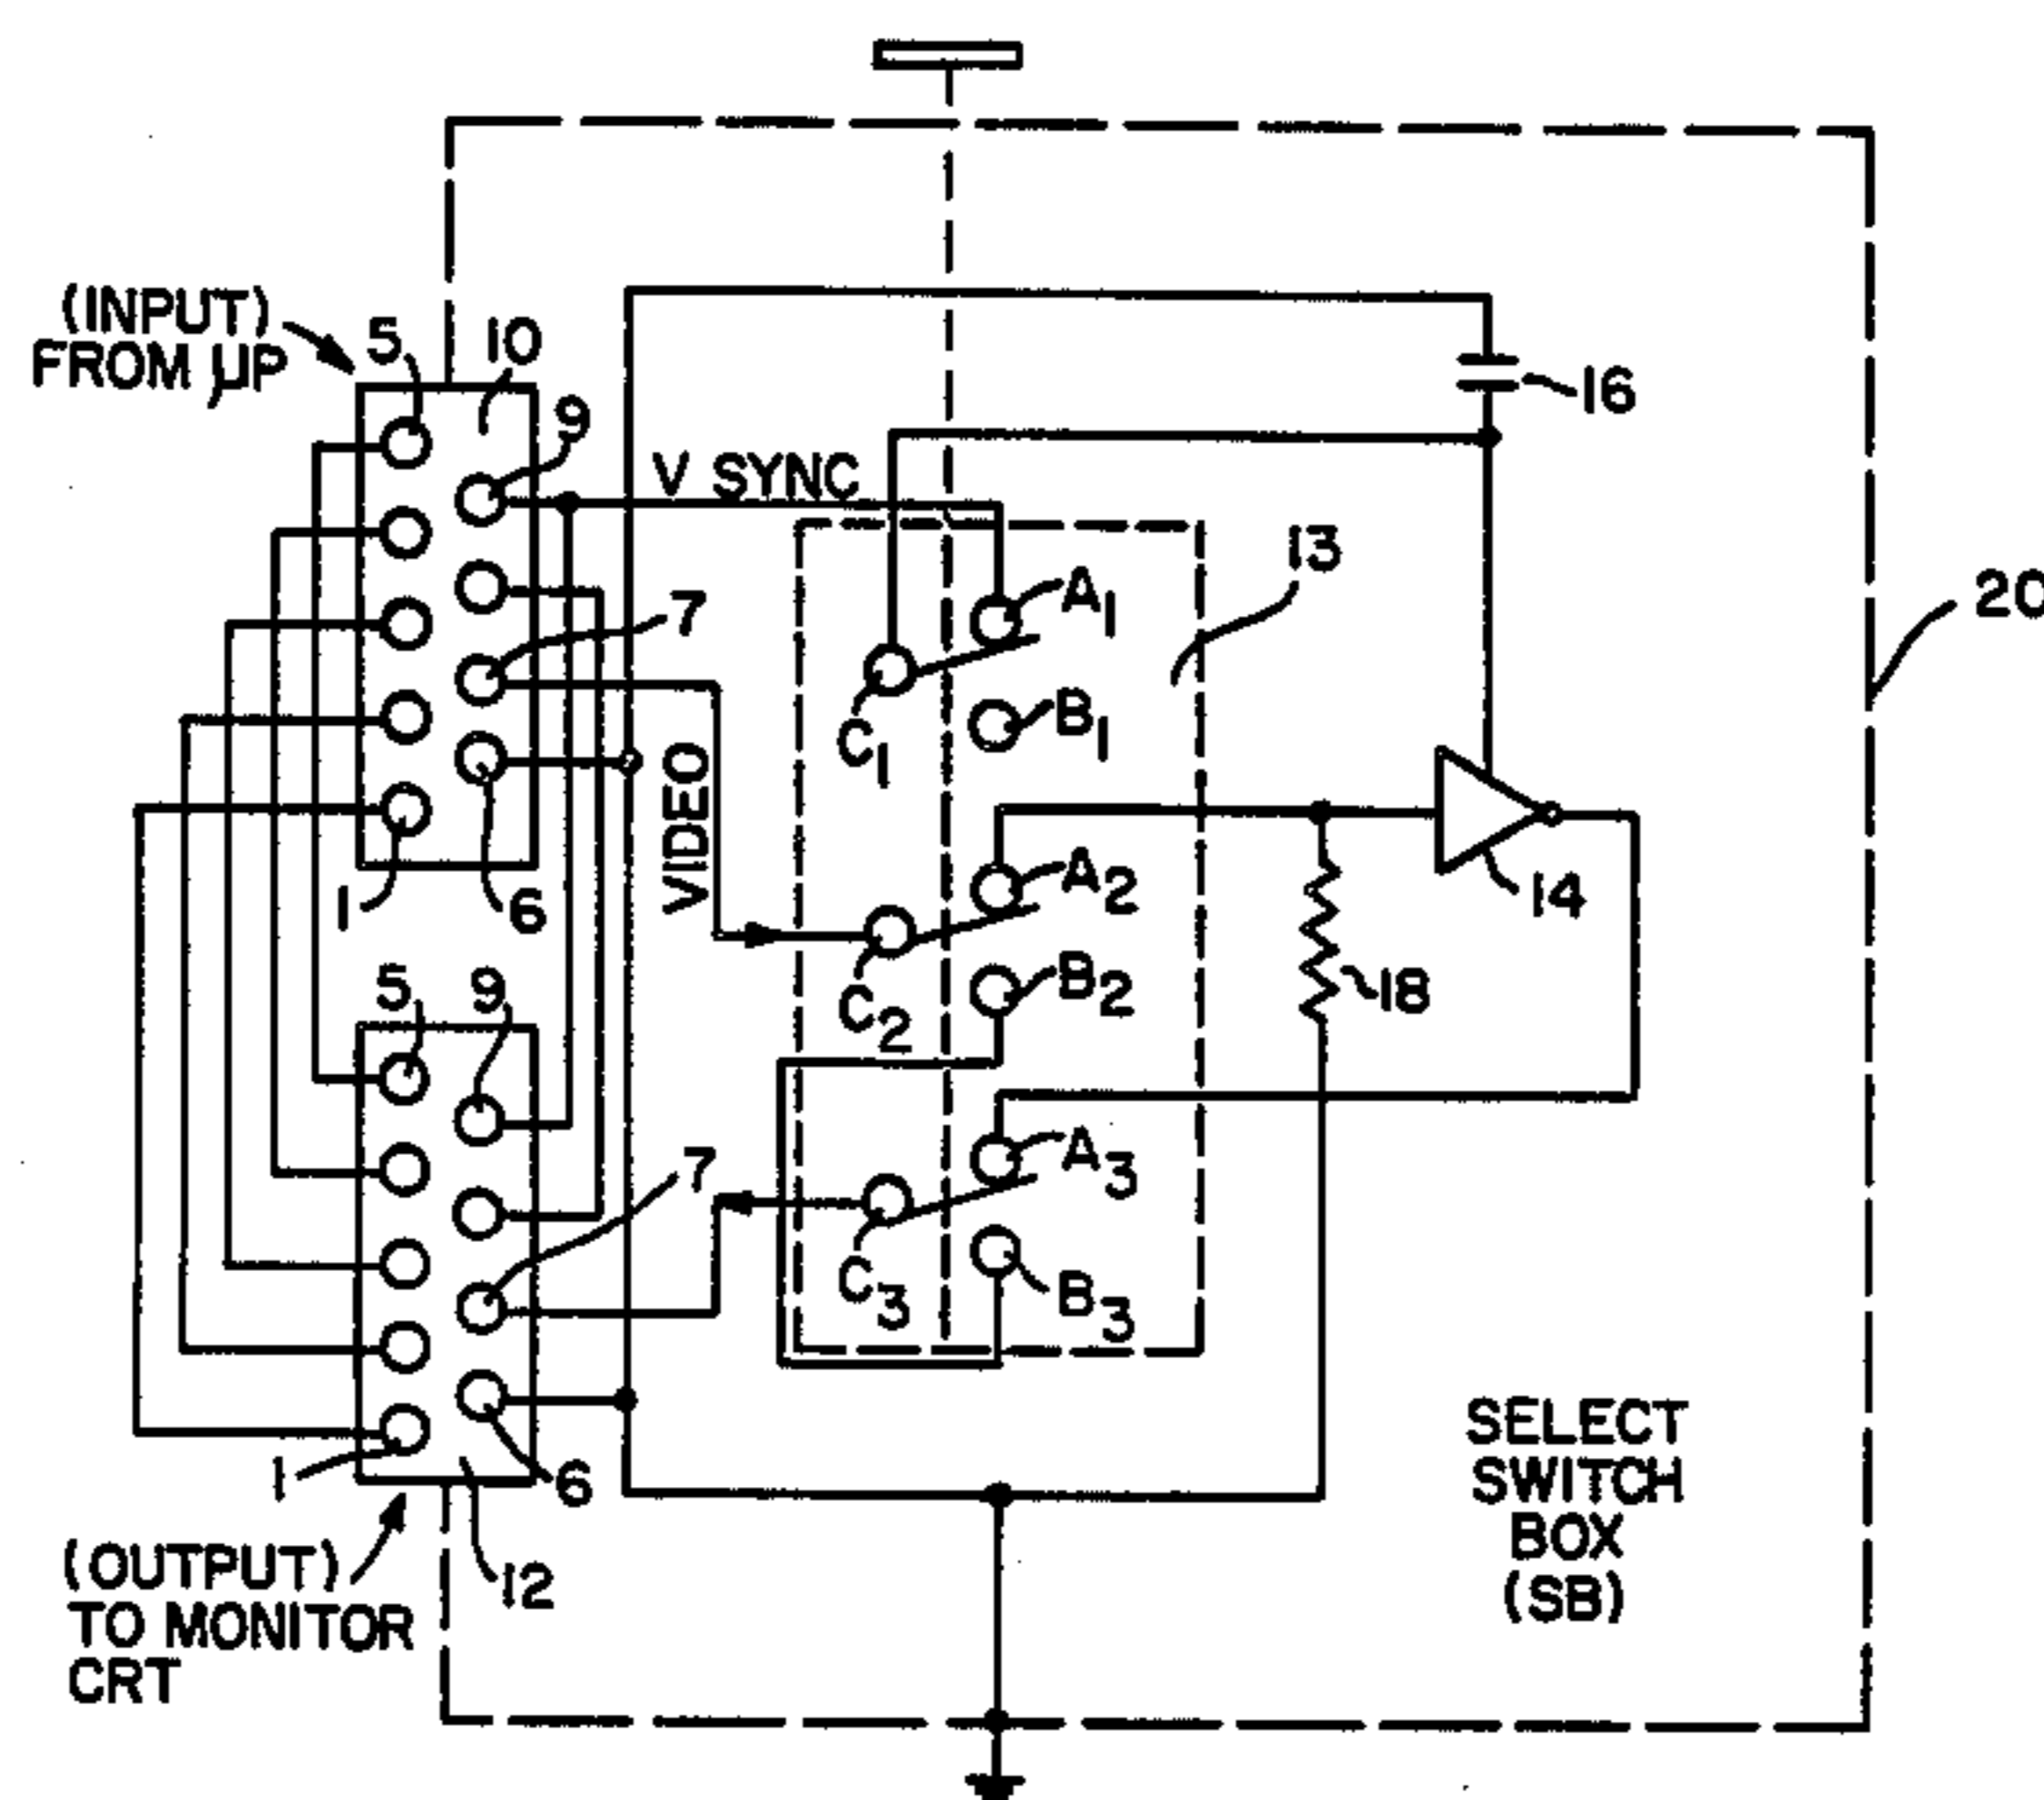 (INPUT)
FROM µP
5
10
9
16
V SYNC
13
7
A1
20
C1
B1
VIDEO
1
6
A2
14
5
9
C2
B2
18
7
A3
C3
B3
1
6
SELECT
SWITCH
BOX
(SB)
(OUTPUT)
TO MONITOR
CRT
12